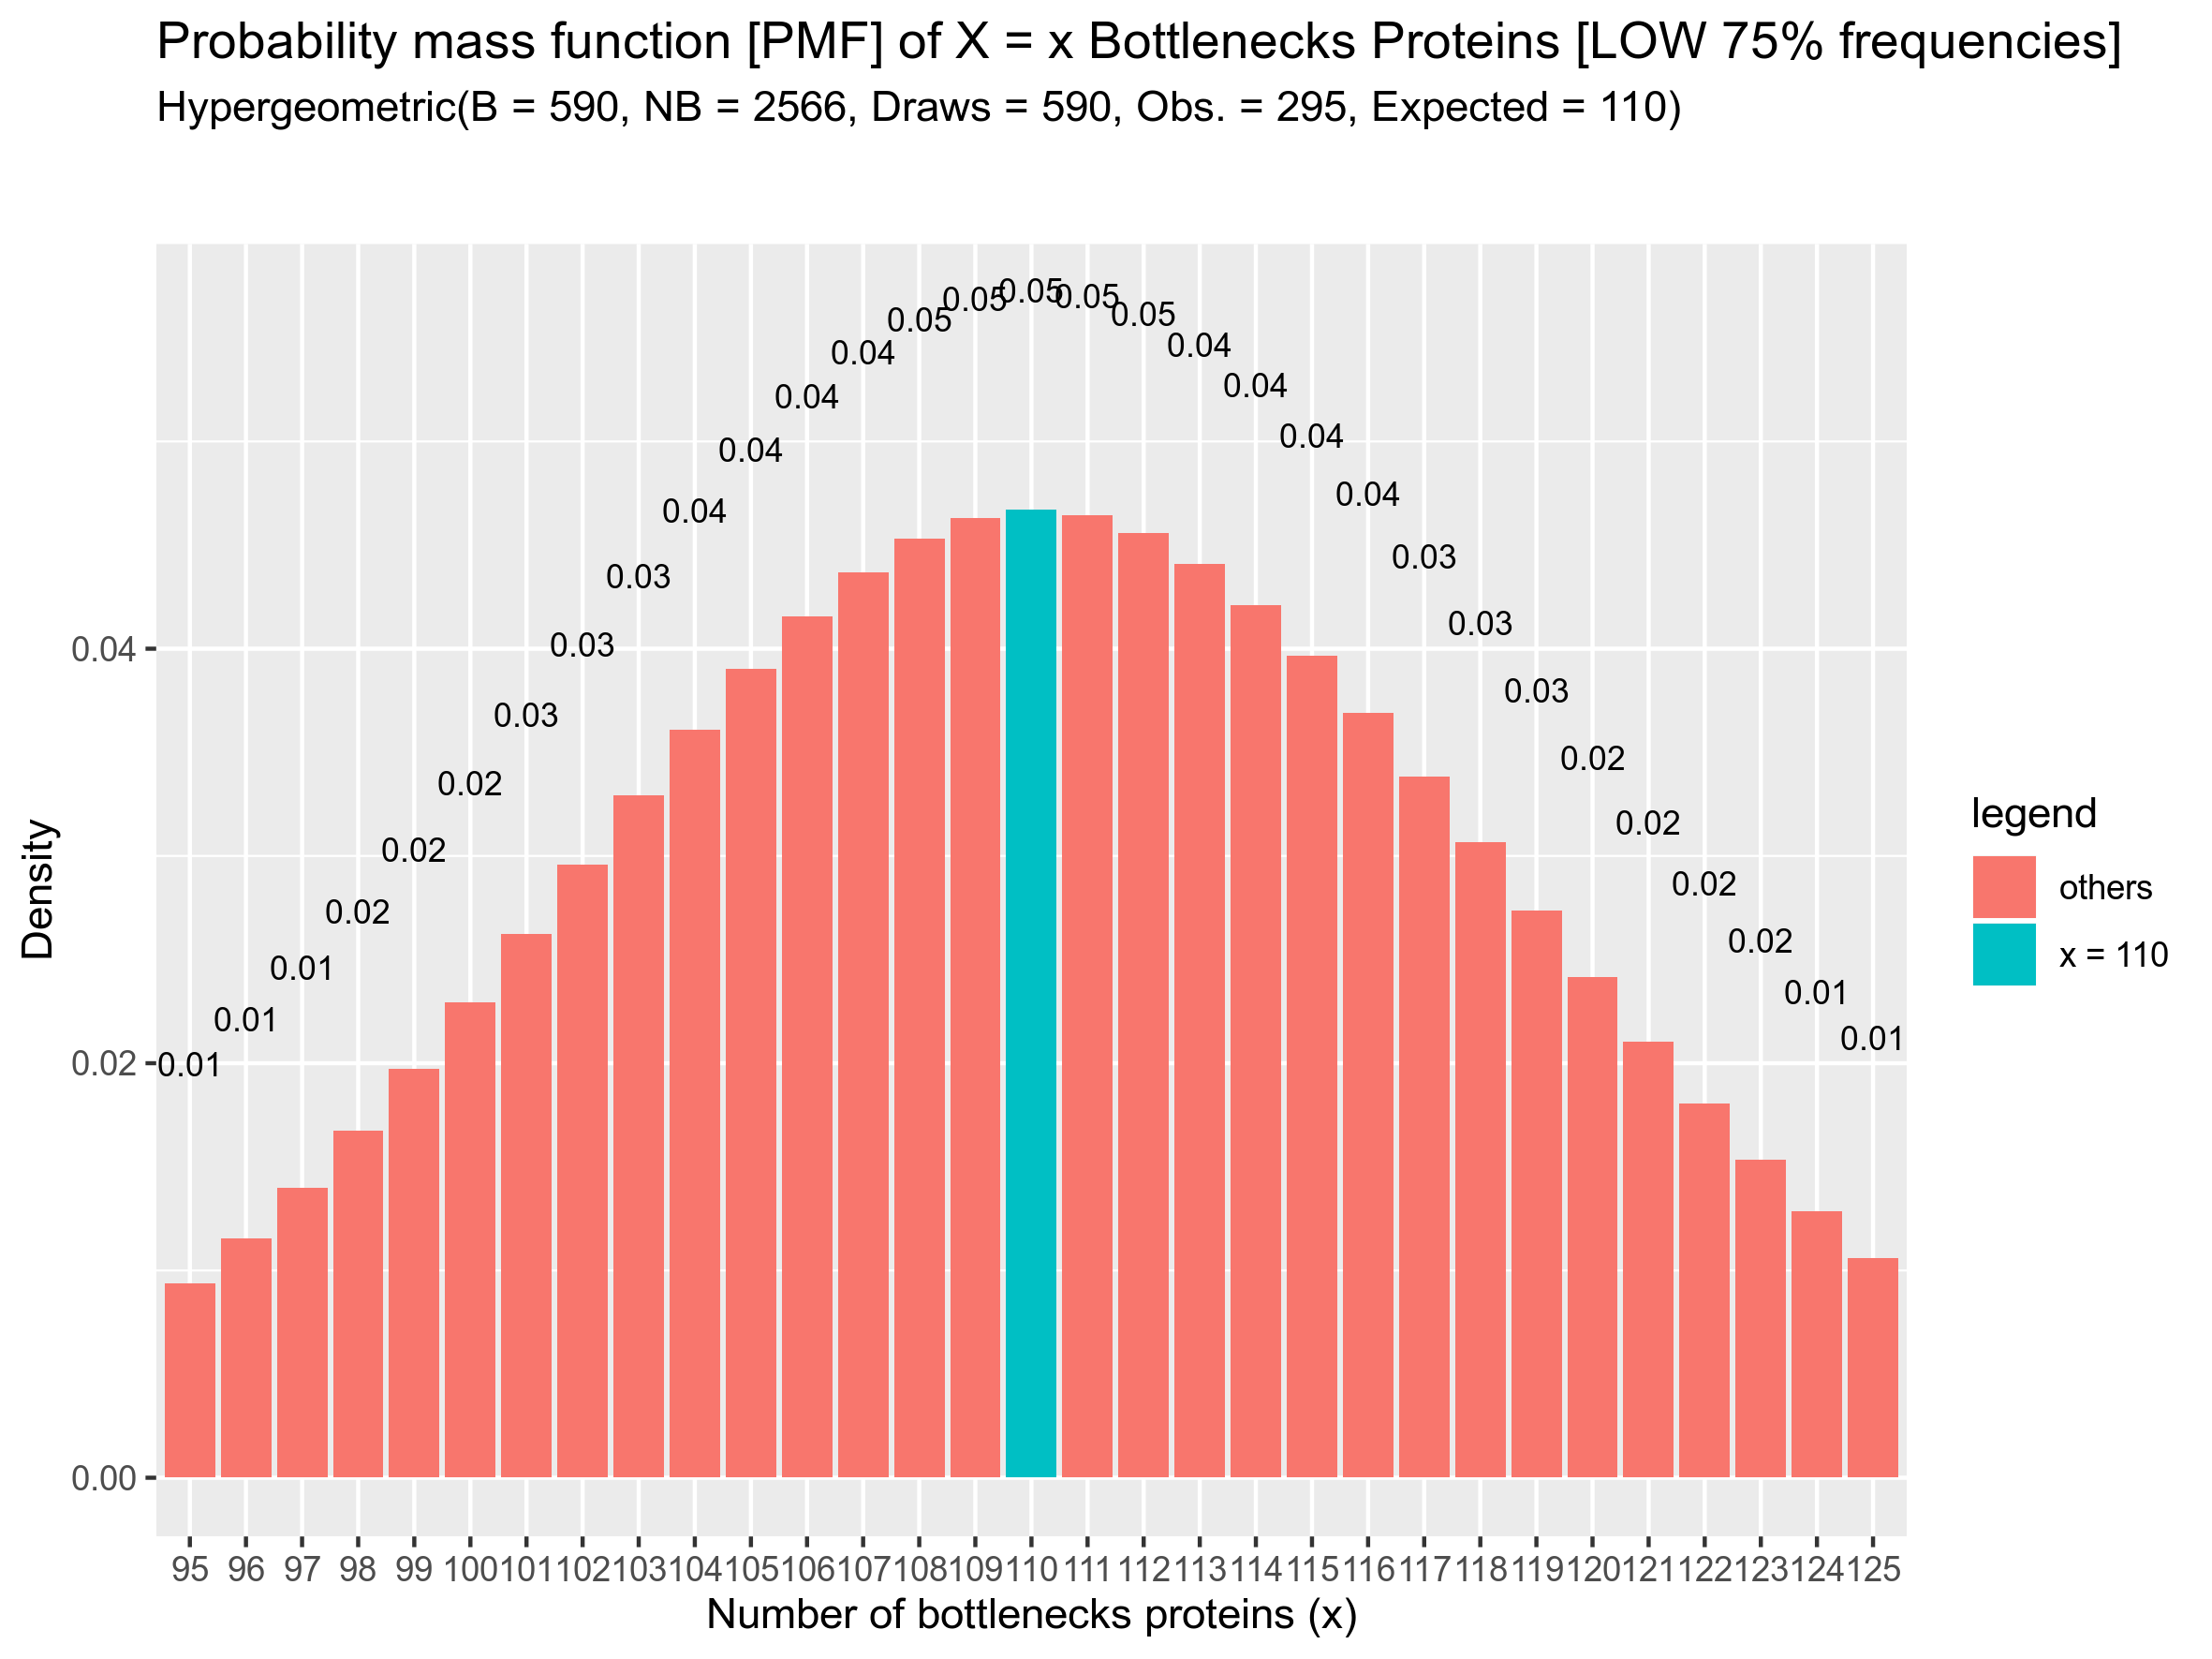 Probability mass function [PMF] of X = x Bottlenecks Proteins [LOW 75% frequencies]
Hypergeometric(B = 590, NB = 2566, Draws = 590, Obs. = 295, Expected = 110)
0.01 0.01 0.01 0.02 0.02 0.02 0.03 0.03 0.03 0.04 0.04 0.04 0.04 0.05 0.05 0.05 0.05 0.05 0.04 0.04 0.04 0.04 0.03 0.03 0.03 0.02 0.02 0.02 0.02 0.01 0.01
Density
0.04
0.02
0.00
95 96 97 98 99 100 101 102 103 104 105 106 107 108 109 110 111 112 113 114 115 116 117 118 119 120 121 122 123 124 125
Number of bottlenecks proteins (x)
legend
others
x = 110